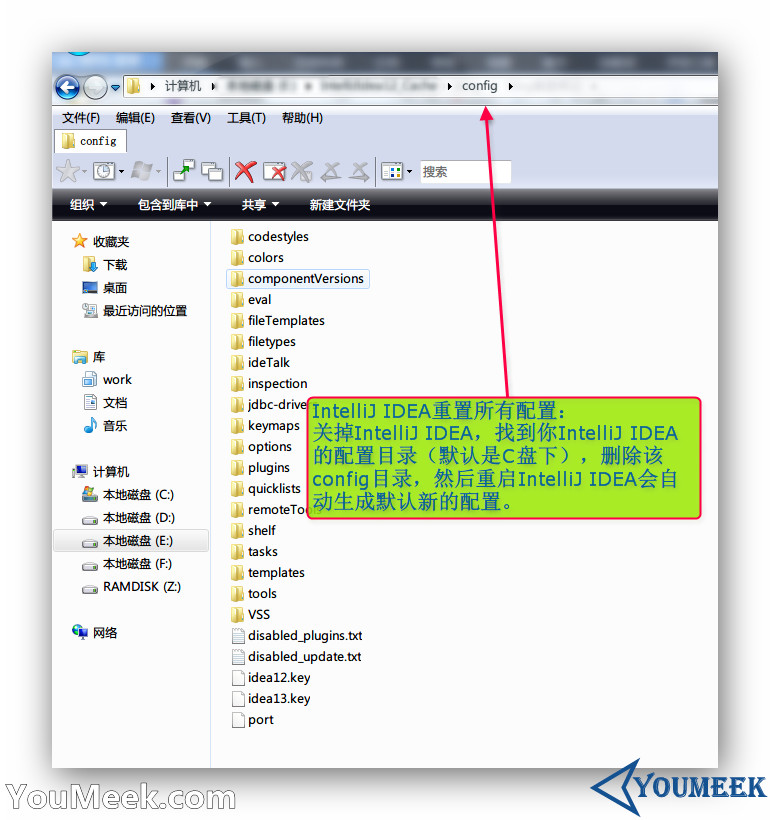 计算机 config
文件(F) 编辑(E) 查看(V) 工具(T) 帮助(H)
config
搜索
组织 包含到库中 共享 新建文件夹
收藏夹
下载
桌面
最近访问的位置
库
work
文档
音乐
计算机
本地磁盘 (C:)
本地磁盘 (D:)
本地磁盘 (E:)
本地磁盘 (F:)
RAMDISK (Z:)
网络
codestyles
colors
componentVersions
eval
fileTemplates
filetypes
ideTalk
inspection
jdbc-drive
keymaps
options
plugins
quicklists
remoteTools
shelf
tasks
templates
tools
VSS
disabled_plugins.txt
disabled_update.txt
idea12.key
idea13.key
port
IntelliJ IDEA重置所有配置：
关掉IntelliJ IDEA，找到你IntelliJ IDEA
的配置目录（默认是C盘下），删除该
config目录，然后重启IntelliJ IDEA会自
动生成默认新的配置。
YouMeek.com
YOUMEEK